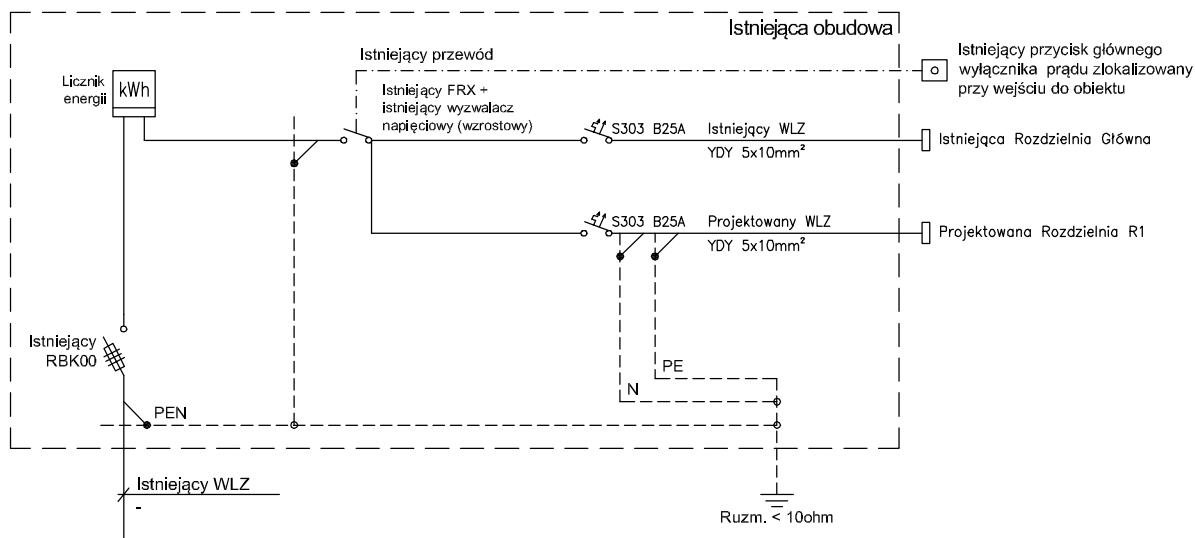 Istniejąca obudowa
Istniejący przycisk głównego
wyłącznika prądu zlokalizowany
przy wejściu do obiektu
Istniejący przewód
Licznik
energii
kWh
Istniejący FRX +
istniejący wyzwalacz
napięciowy (wzrostowy)
S303 B25A
Istniejący WLZ
YDY 5x10mm²
Istniejąca Rozdzielnia Główna
S303 B25A
Projektowany WLZ
YDY 5x10mm²
Projektowana Rozdzielnia R1
Istniejący
RBK00
PE
N
PEN
Istniejący WLZ
-
Ruzm. < 10ohm